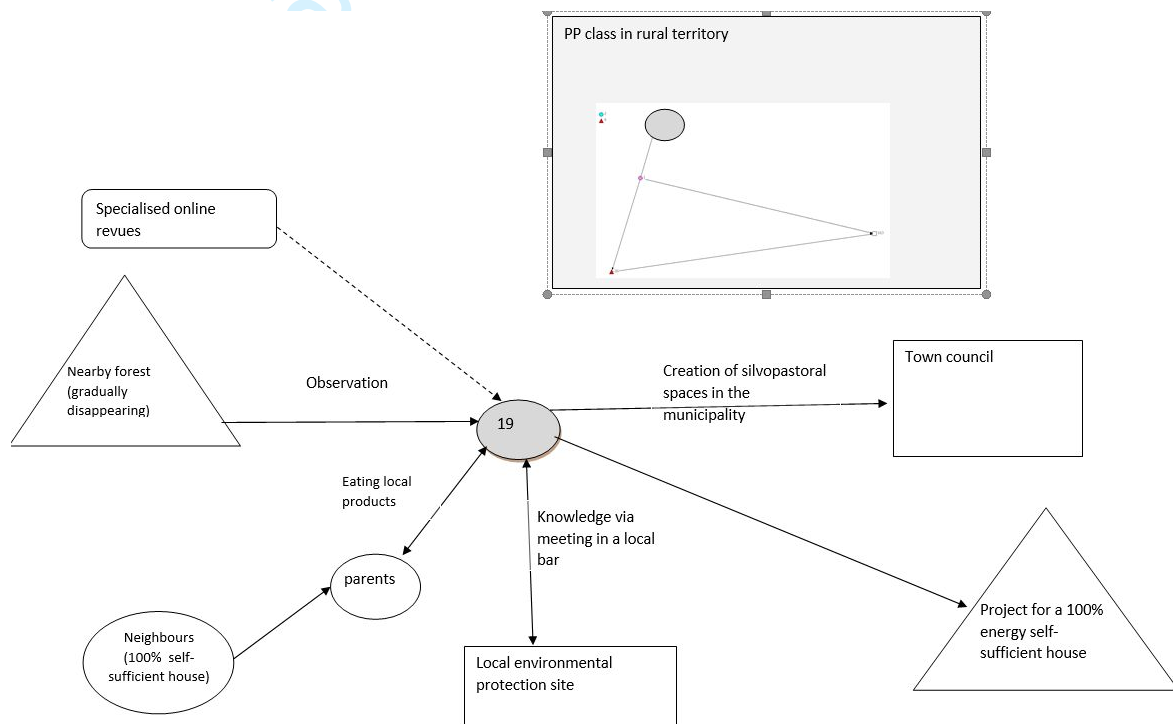 PP class in rural territory
Specialised online
revues
Nearby forest
(gradually
disappearing)
Observation
19
Creation of silvopastoral
spaces in the
municipality
Town council
Eating local
products
Knowledge via
meeting in a local
bar
parents
Neighbours
(100% self-
sufficient house)
Local environmental
protection site
Project for a 100%
energy self-
sufficient house